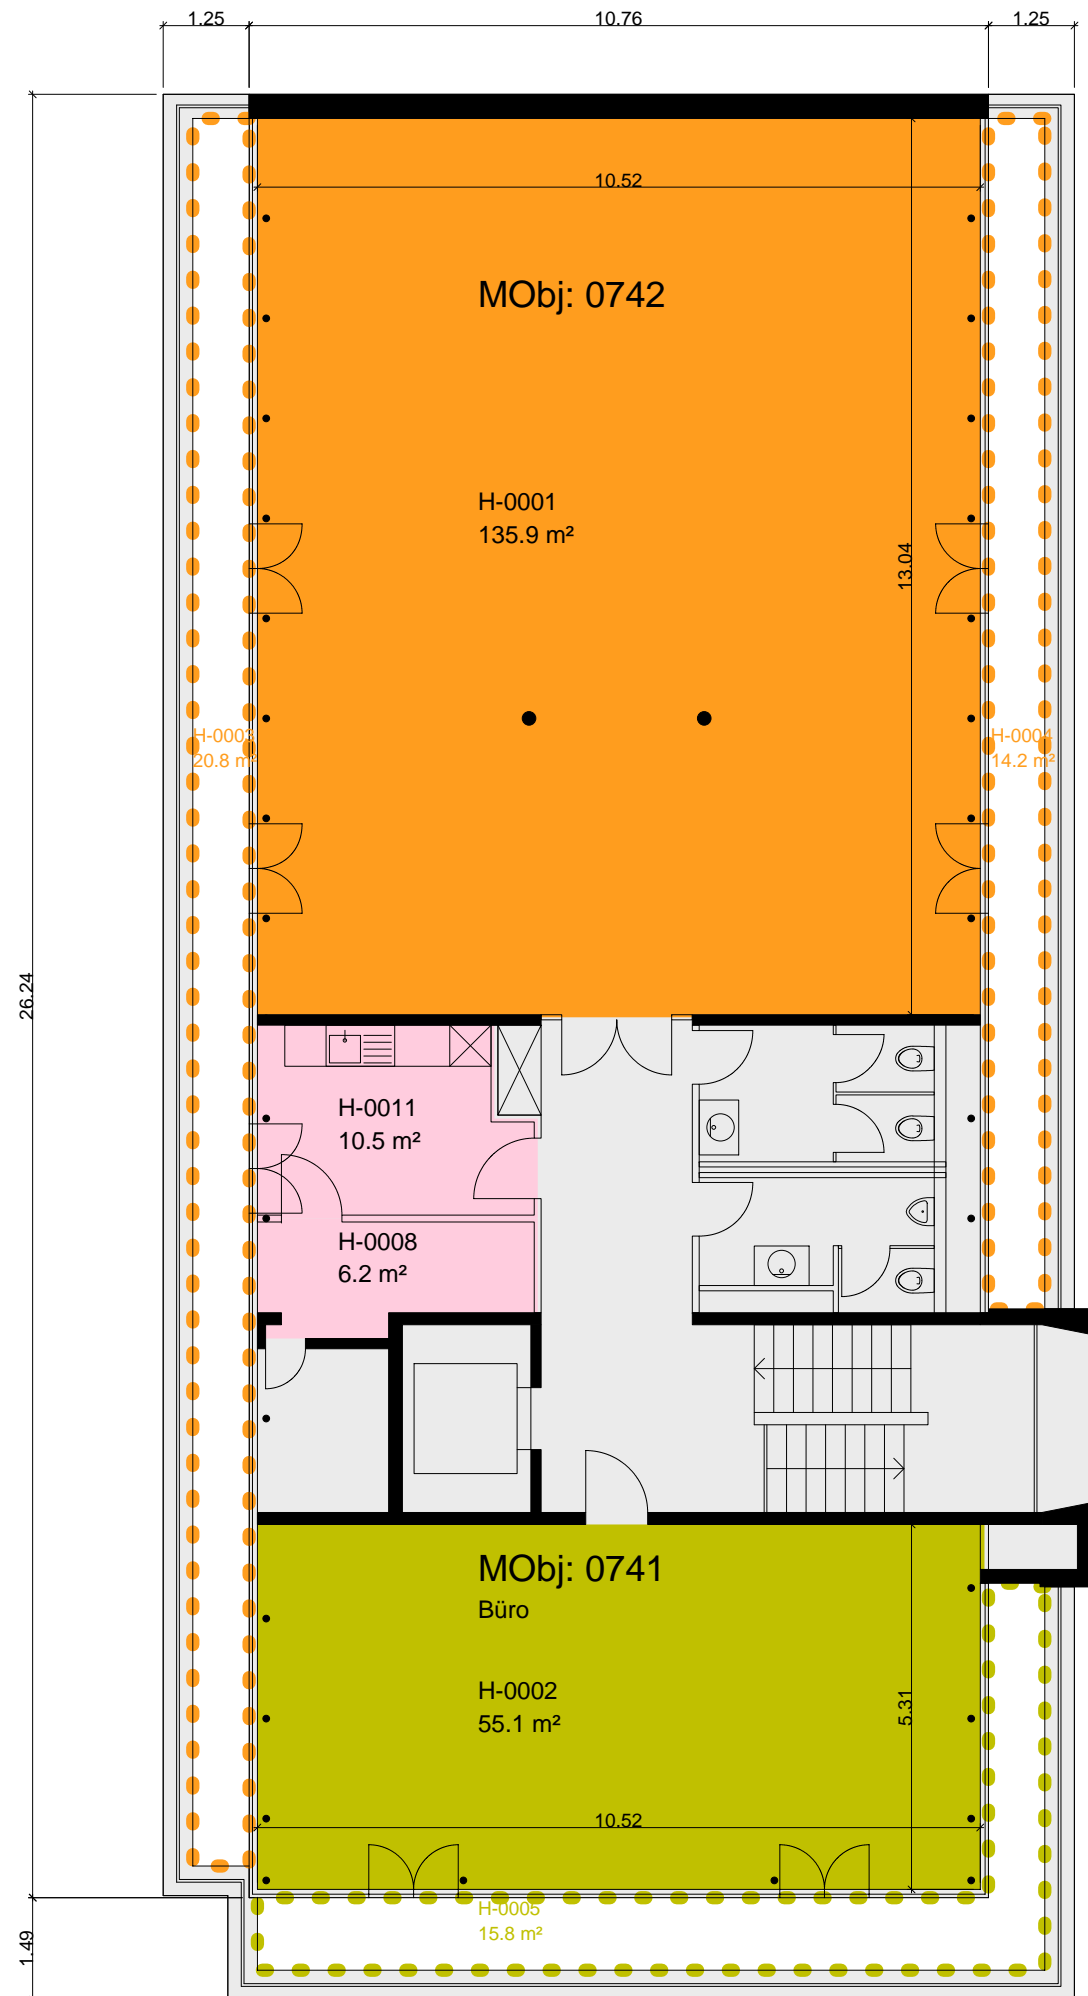 1.25
10.76
1.25
10.52
MObj: 0742
H-0001
135.9 m²
13.04
H-0003
20.8 m²
H-0004
14.2 m²
26.24
H-0011
10.5 m²
H-0008
6.2 m²
MObj: 0741
Büro
H-0002
55.1 m²
5.31
10.52
H-0005
15.8 m²
1.49